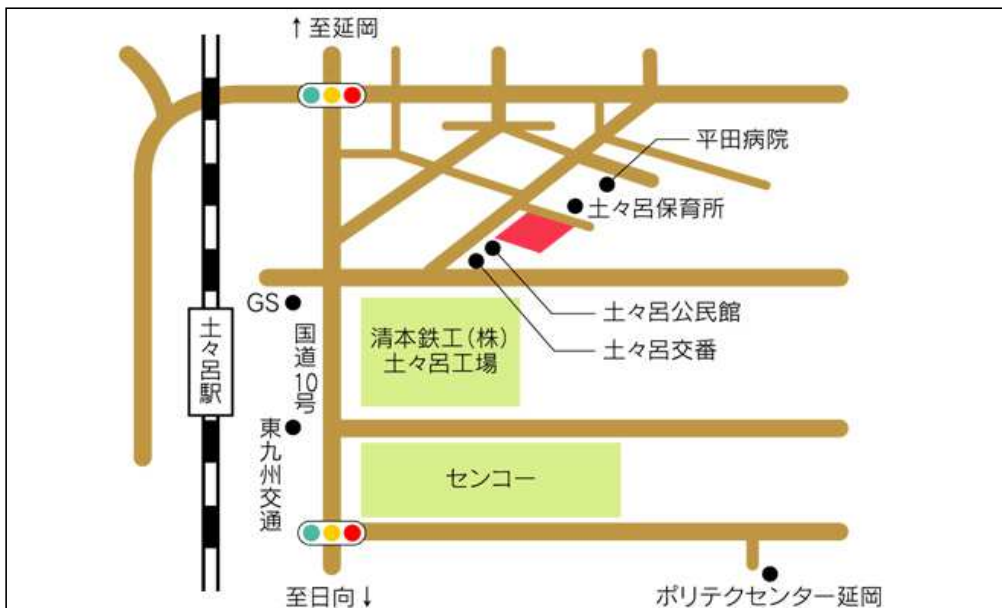 ↑至延岡
平田病院
土々呂保育所
土々呂公民館
土々呂交番
GS
国道10号
清本鉄工(株)
土々呂工場
土々呂駅
東九州交通
センコー
至日向↓
ポリテクセンター延岡